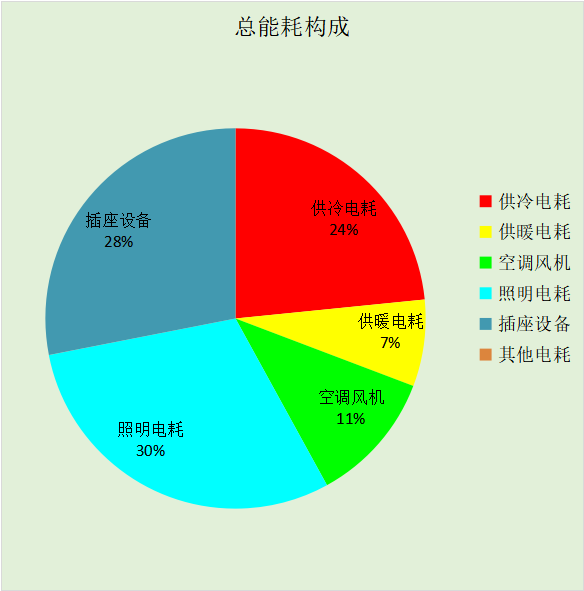 总能耗构成
供冷电耗
24%
供暖电耗
7%
空调风机
11%
照明电耗
30%
插座设备
28%
供冷电耗
供暖电耗
空调风机
照明电耗
插座设备
其他电耗